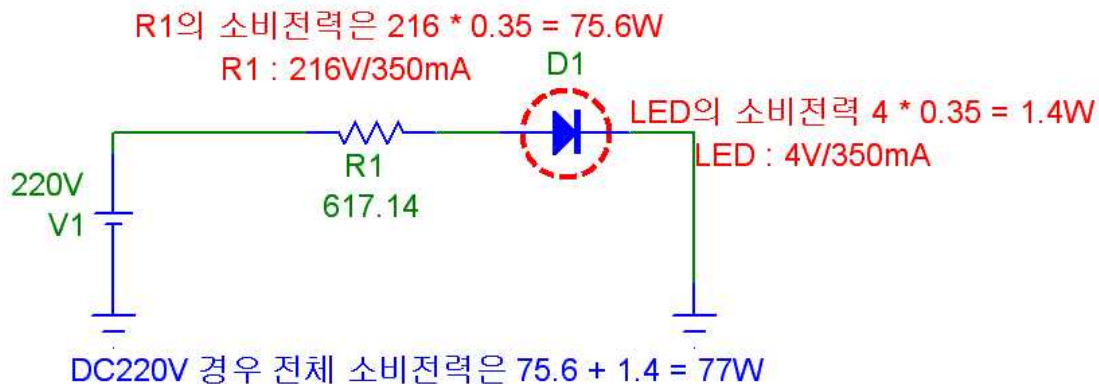 R1의 소비전력은 216 * 0.35 = 75.6W
R1 : 216V/350mA
D1
LED의 소비전력 4 * 0.35 = 1.4W
LED : 4V/350mA
R1
617.14
220V
V1
DC220V 경우 전체 소비전력은 75.6 + 1.4 = 77W